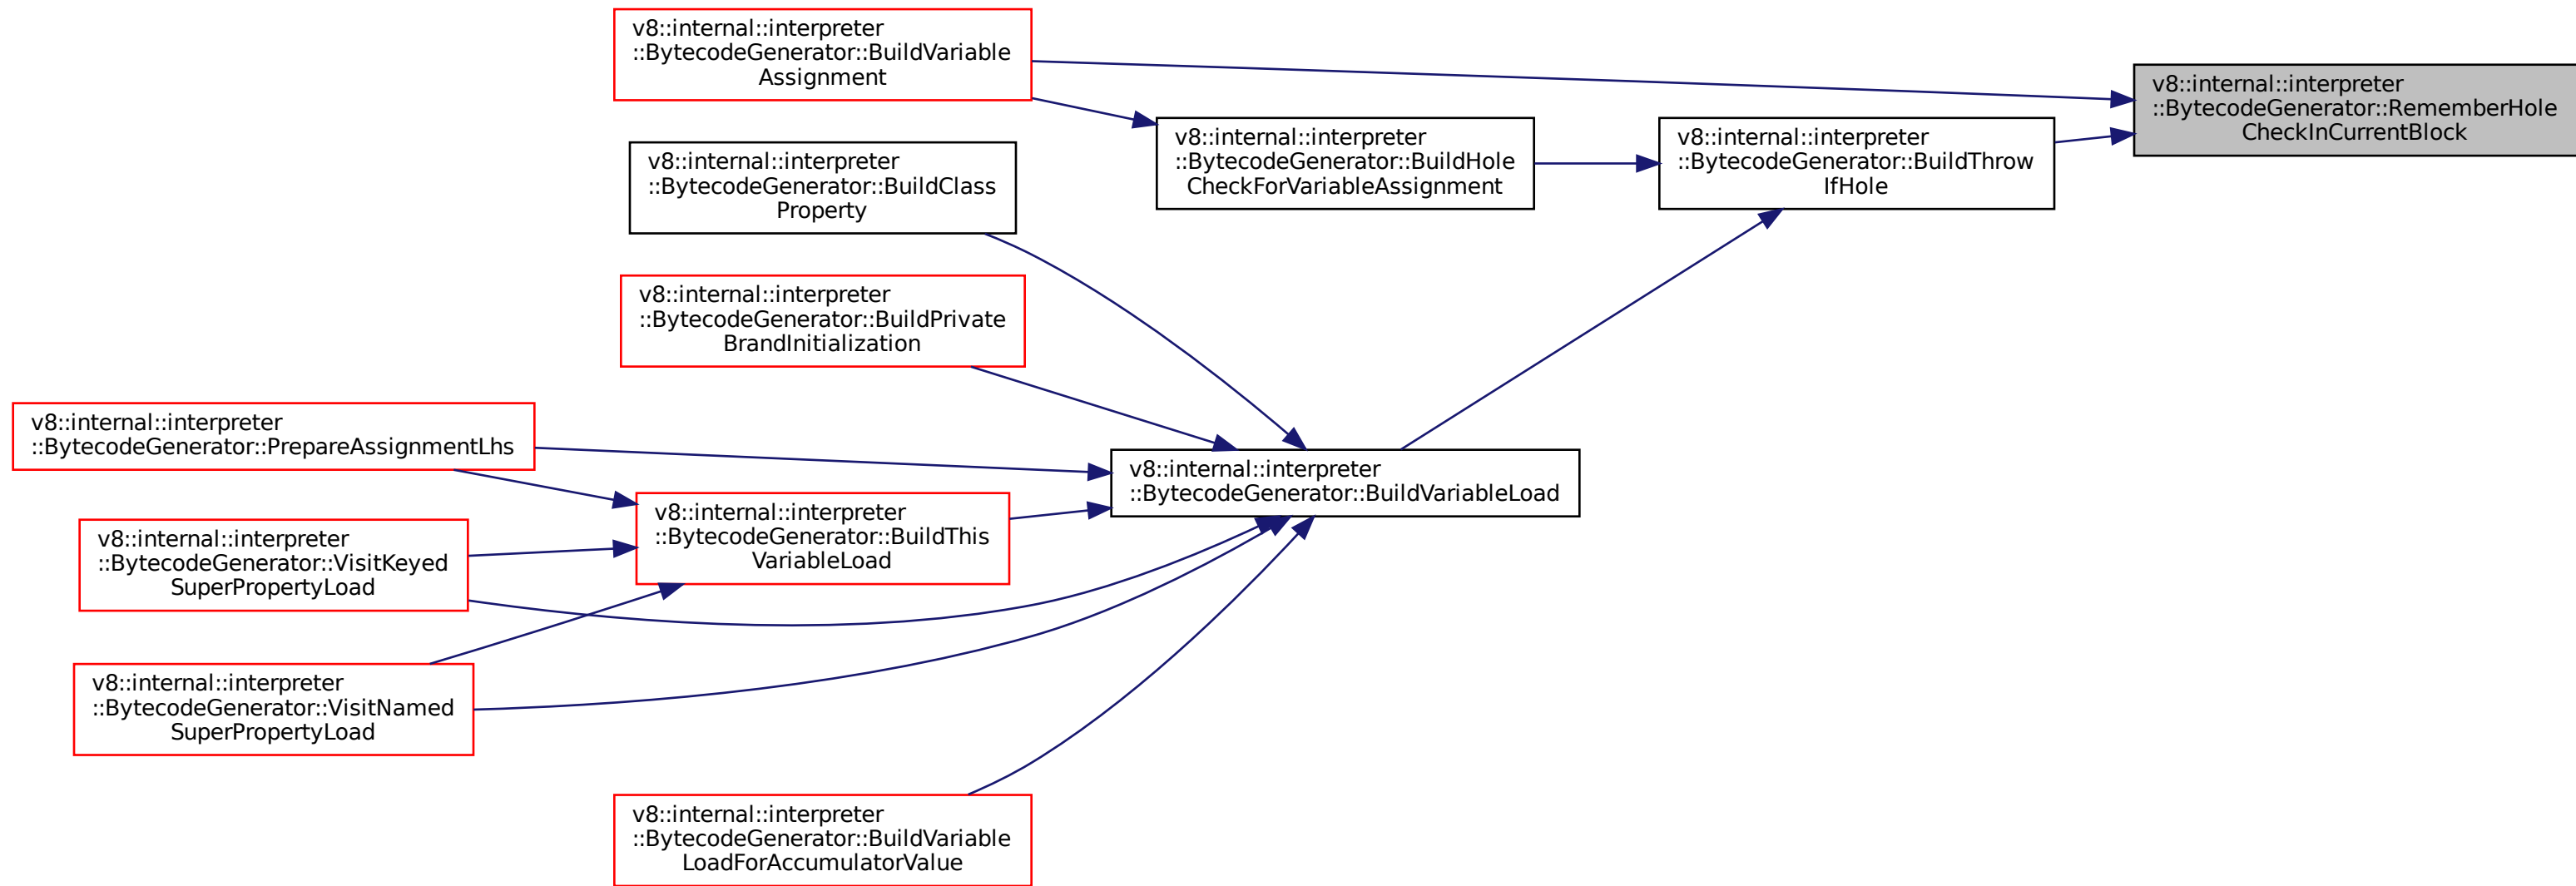 v8::internal::interpreter
::BytecodeGenerator::BuildVariable
Assignment
v8::internal::interpreter
::BytecodeGenerator::RememberHole
CheckInCurrentBlock
v8::internal::interpreter
::BytecodeGenerator::BuildHole
CheckForVariableAssignment
v8::internal::interpreter
::BytecodeGenerator::BuildThrow
IfHole
v8::internal::interpreter
::BytecodeGenerator::BuildClass
Property
v8::internal::interpreter
::BytecodeGenerator::BuildPrivate
BrandInitialization
v8::internal::interpreter
::BytecodeGenerator::PrepareAssignmentLhs
v8::internal::interpreter
::BytecodeGenerator::BuildVariableLoad
v8::internal::interpreter
::BytecodeGenerator::BuildThis
VariableLoad
v8::internal::interpreter
::BytecodeGenerator::VisitKeyed
SuperPropertyLoad
v8::internal::interpreter
::BytecodeGenerator::VisitNamed
SuperPropertyLoad
v8::internal::interpreter
::BytecodeGenerator::BuildVariable
LoadForAccumulatorValue